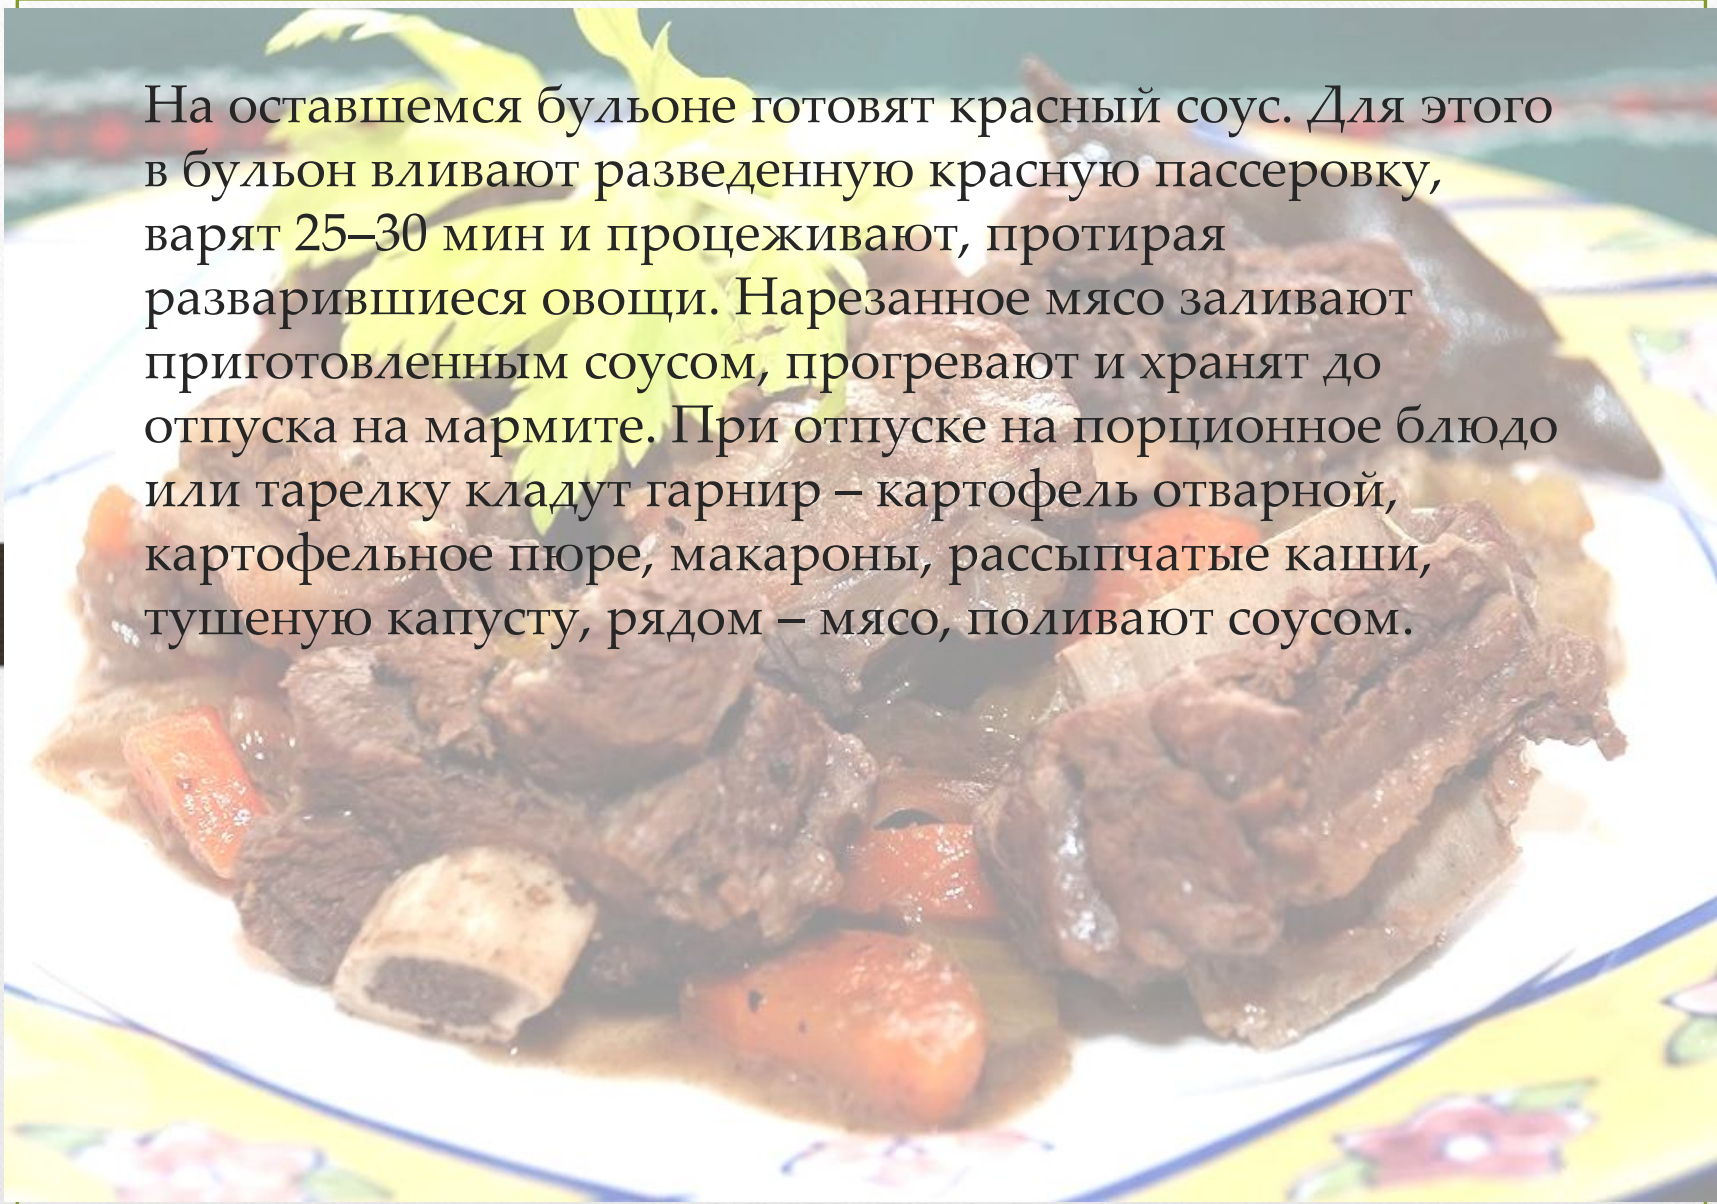 На оставшемся бульоне готовят красный соус. Для этого
в бульон вливают разведенную красную пассеровку,
варят 25–30 мин и процеживают, протирая
разварившиеся овощи. Нарезанное мясо заливают
приготовленным соусом, прогревают и хранят до
отпуска на мармите. При отпуске на порционное блюдо
или тарелку кладут гарнир – картофель отварной,
картофельное пюре, макароны, рассыпчатые каши,
тушеную капусту, рядом – мясо, поливают соусом.